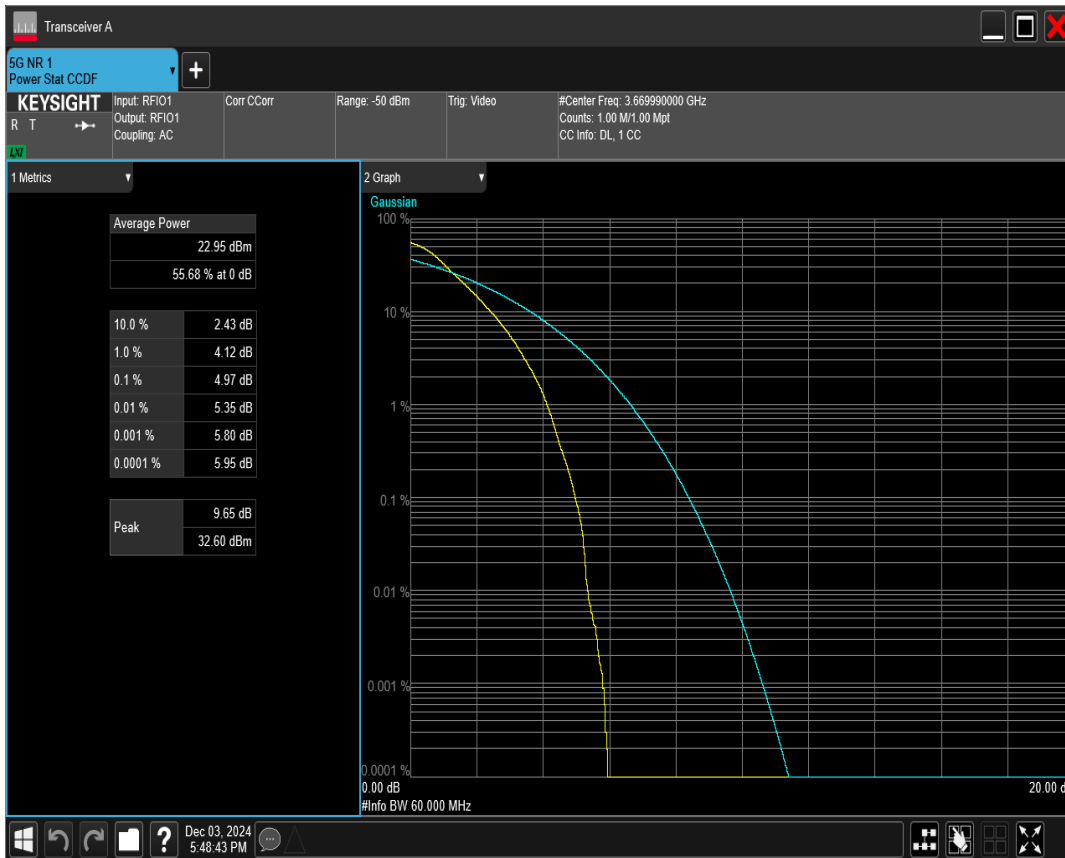 Transceiver A
5G NR 1
Power Stat CCDF
+
KEYSIGHT
R T
LXI
Input: RFIO1
Output: RFIO1
Coupling: AC
Corr CCorr
Range: -50 dBm
Trig: Video
#Center Freq: 3.669990000 GHz
Counts: 1.00 M/1.00 Mpt
CC Info: DL, 1 CC
1 Metrics
Average Power
22.95 dBm
55.68 % at 0 dB
10.0 % 2.43 dB
1.0 % 4.12 dB
0.1 % 4.97 dB
0.01 % 5.35 dB
0.001 % 5.80 dB
0.0001 % 5.95 dB
Peak
9.65 dB
32.60 dBm
2 Graph
Gaussian
100 %
10 %
1 %
0.1 %
0.01 %
0.001 %
0.0001 %
0.00 dB
20.00 d
#Info BW 60.000 MHz
?
Dec 03, 2024
5:48:43 PM